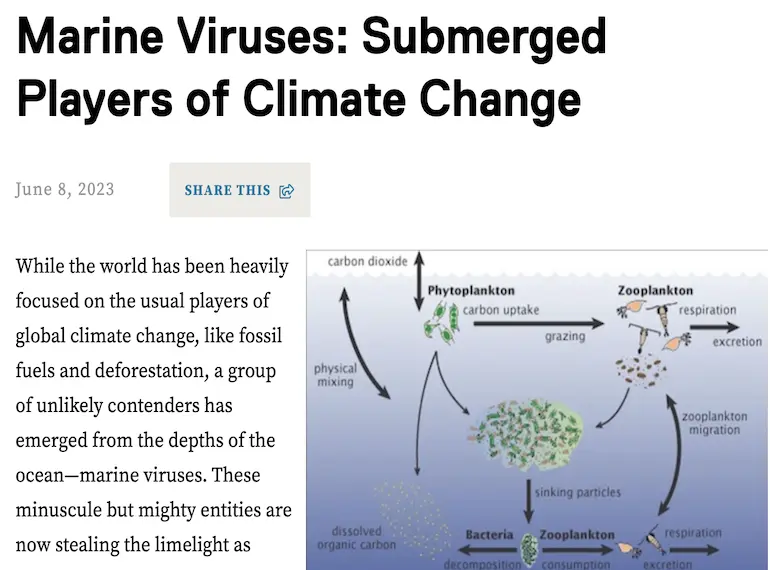 Marine Viruses: Submerged
Players of Climate Change
June 8, 2023
SHARE THIS
While the world has been heavily
focused on the usual players of
global climate change, like fossil
fuels and deforestation, a group
of unlikely contenders has
emerged from the depths of the
ocean—marine viruses. These
minuscule but mighty entities are
now stealing the limelight as
carbon dioxide
Phytoplankton
carbon uptake
grazing
Zooplankton
respiration
excretion
physical
mixing
zooplankton
migration
sinking particles
dissolved
organic carbon
Bacteria
Zooplankton
respiration
decomposition
consumption
excretion